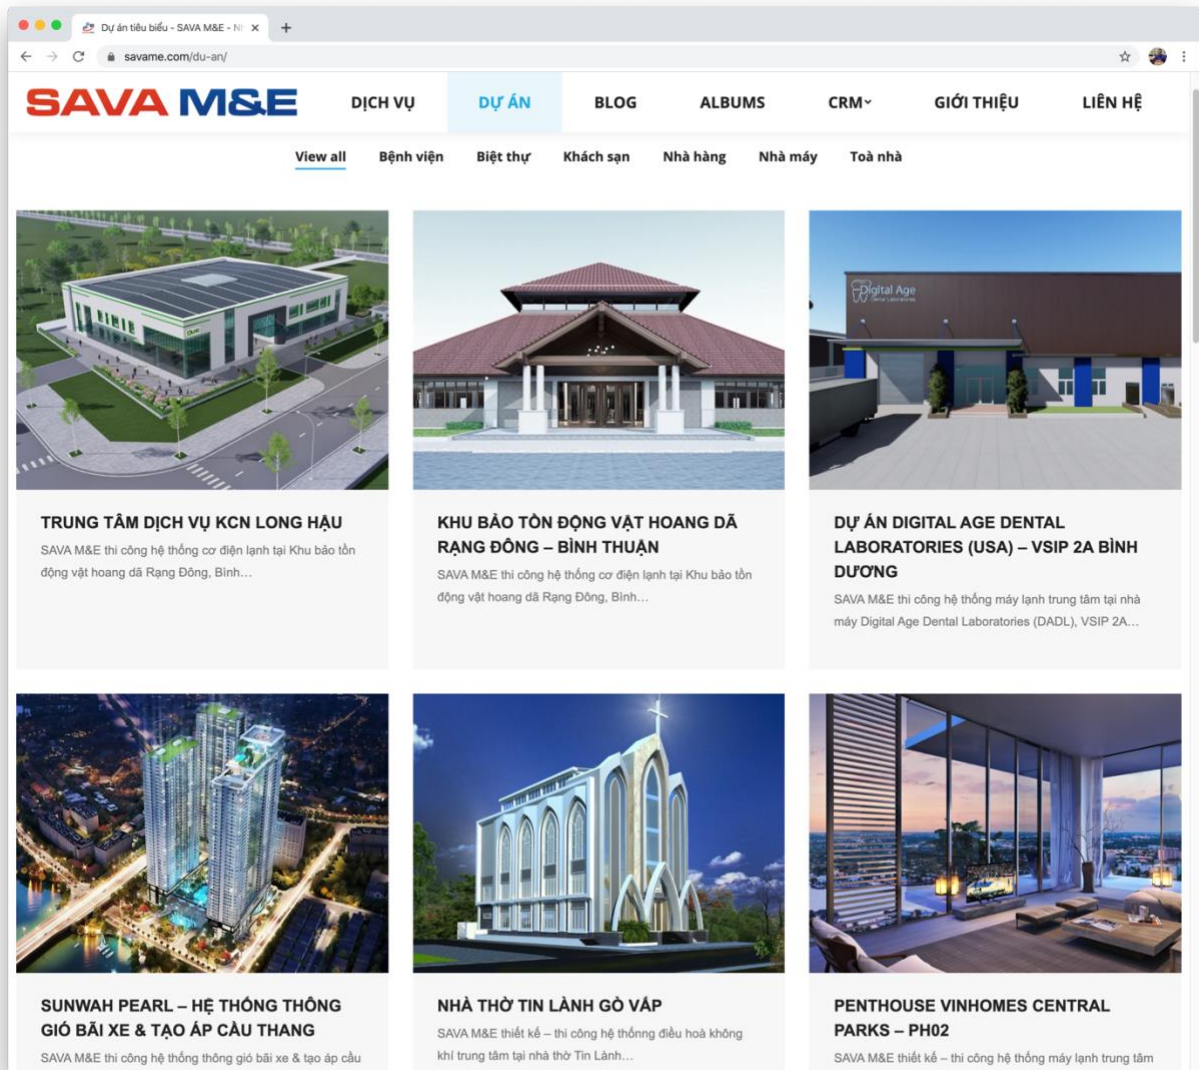 Dự án tiêu biểu - SAVA M&E - N
savame.com/du-an/
SAVA M&E
DỊCH VỤ
DỰ ÁN
BLOG
ALBUMS
CRM
GIỚI THIỆU
LIÊN HỆ
View all
Bệnh viện
Biệt thự
Khách sạn
Nhà hàng
Nhà máy
Toà nhà
Digital Age
Dental Laboratories
TRUNG TÂM DỊCH VỤ KCN LONG HẬU
SAVA M&E thi công hệ thống cơ điện lạnh tại Khu bảo tồn
động vật hoang dã Rạng Đông, Bình...
KHU BẢO TỒN ĐỘNG VẬT HOANG DÃ
RẠNG ĐÔNG – BÌNH THUẬN
SAVA M&E thi công hệ thống cơ điện lạnh tại Khu bảo tồn
động vật hoang dã Rạng Đông, Bình...
DỰ ÁN DIGITAL AGE DENTAL
LABORATORIES (USA) – VSIP 2A BÌNH
DƯƠNG
SAVA M&E thi công hệ thống máy lạnh trung tâm tại nhà
máy Digital Age Dental Laboratories (DADL), VSIP 2A...
SUNWAH PEARL – HỆ THỐNG THÔNG
GIÓ BÃI XE & TẠO ÁP CẦU THANG
SAVA M&E thi công hệ thống thông gió bãi xe & tạo áp cầu
NHÀ THỜ TIN LÀNH GÒ VẤP
SAVA M&E thiết kế – thi công hệ thốnng điều hoà không
khí trung tâm tại nhà thờ Tin Lành...
PENTHOUSE VINHOMES CENTRAL
PARKS – PH02
SAVA M&E thiết kế – thi công hệ thống máy lạnh trung tâm